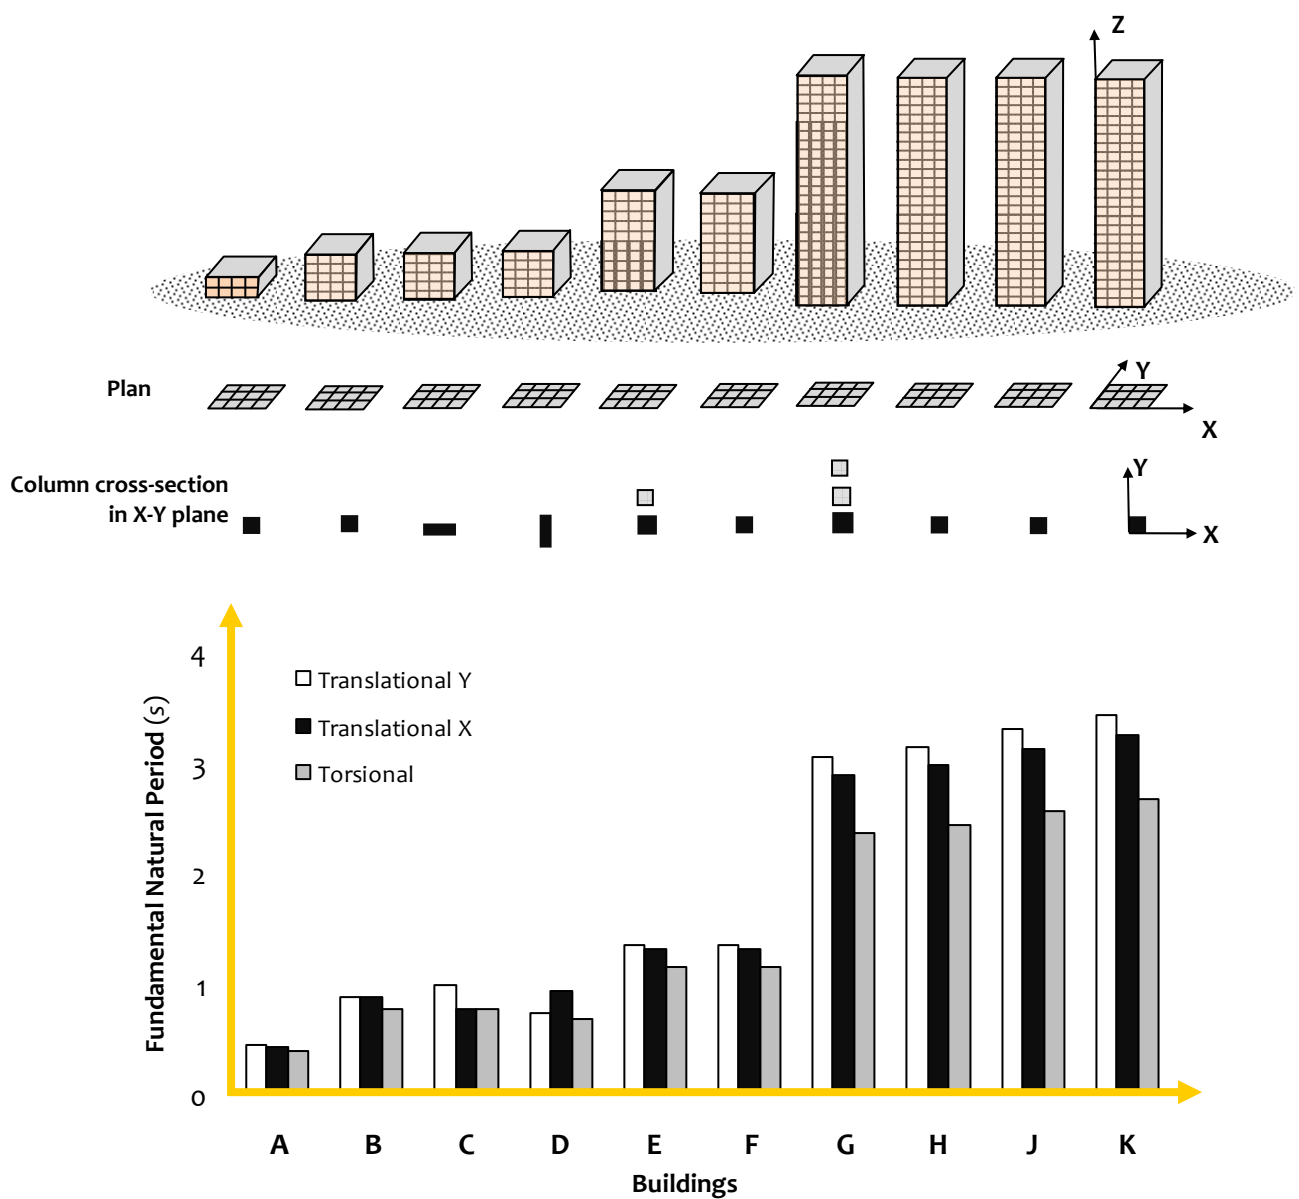 Z
Plan
Y
X
Column cross-section
in X-Y plane
Y
X
Fundamental Natural Period (s)
4
3
2
1
0
Translational Y
Translational X
Torsional
A B C D E F G H J K
Buildings